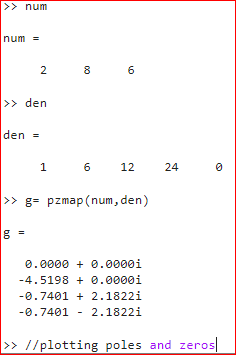 >> num
num =
2 8 6
>> den
den =
1 6 12 24 0
>> g= pzmap(num,den)
g =
0.0000 + 0.0000i
-4.5198 + 0.0000i
-0.7401 + 2.1822i
-0.7401 - 2.1822i
>> //plotting poles and zeros